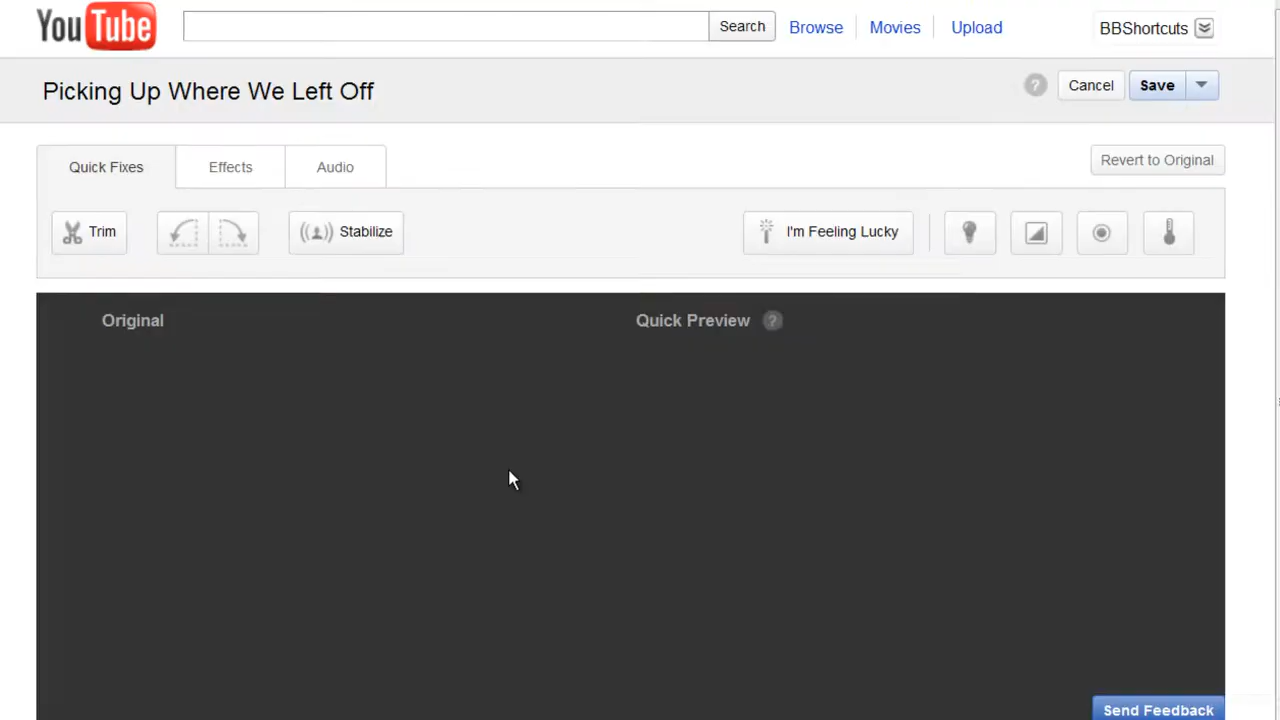 YouTube Search Browse Movies Upload BBShortcuts
Picking Up Where We Left Off ? Cancel Save
Quick Fixes Effects Audio Revert to Original
Trim Stabilize I'm Feeling Lucky
Original Quick Preview ?
Send Feedback